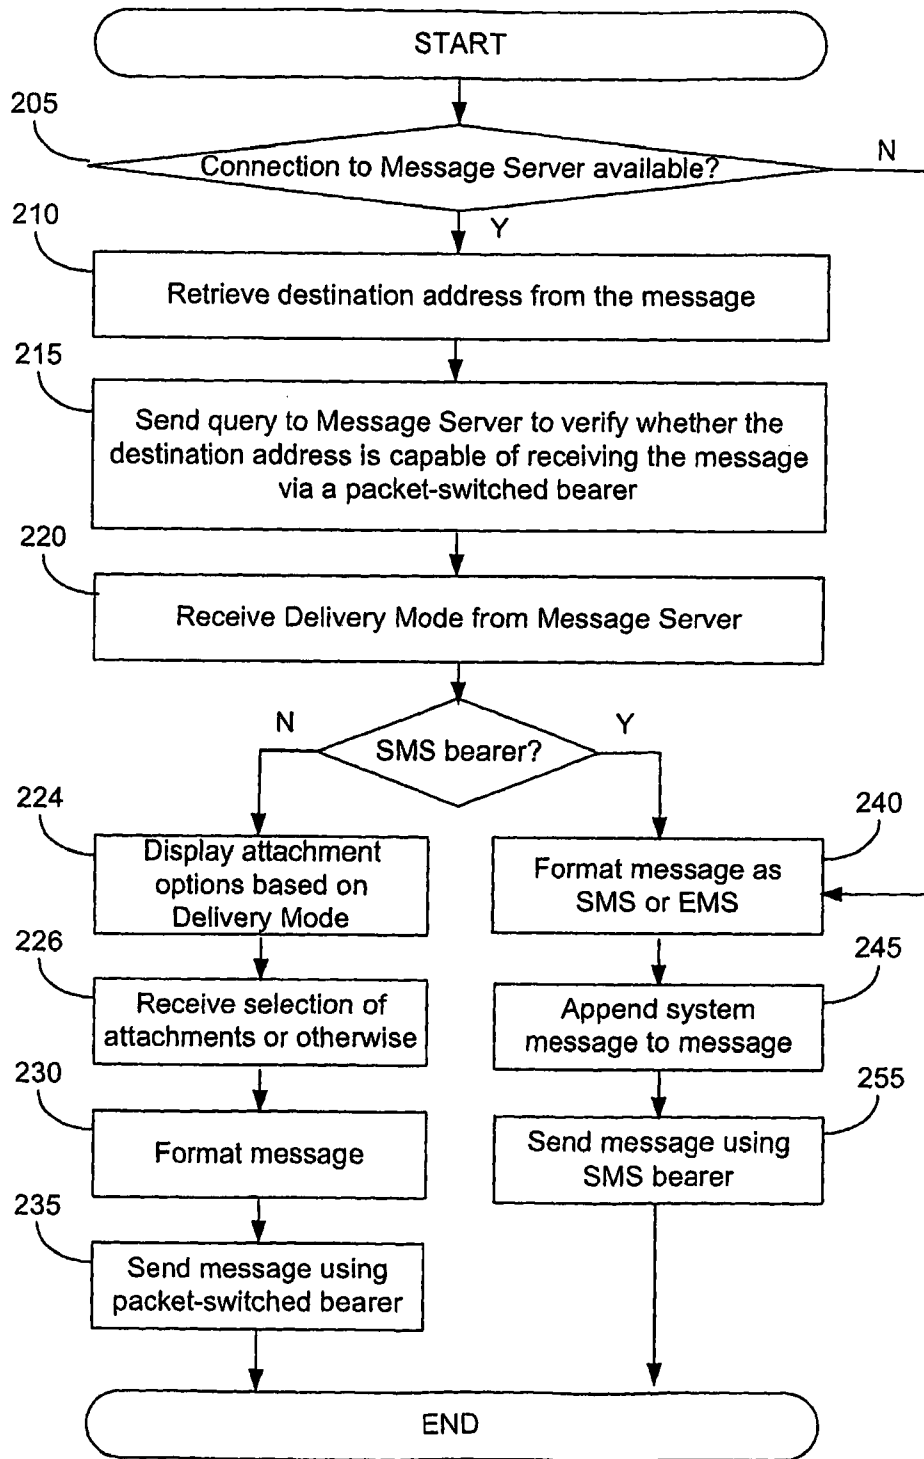 START
205
Connection to Message Server available?
N
Y
210
Retrieve destination address from the message
215
Send query to Message Server to verify whether the
destination address is capable of receiving the message
via a packet-switched bearer
220
Receive Delivery Mode from Message Server
N
SMS bearer?
Y
224
Display attachment
options based on
Delivery Mode
240
Format message as
SMS or EMS
226
Receive selection of
attachments or otherwise
245
Append system
message to message
230
Format message
255
Send message using
SMS bearer
235
Send message using
packet-switched bearer
END